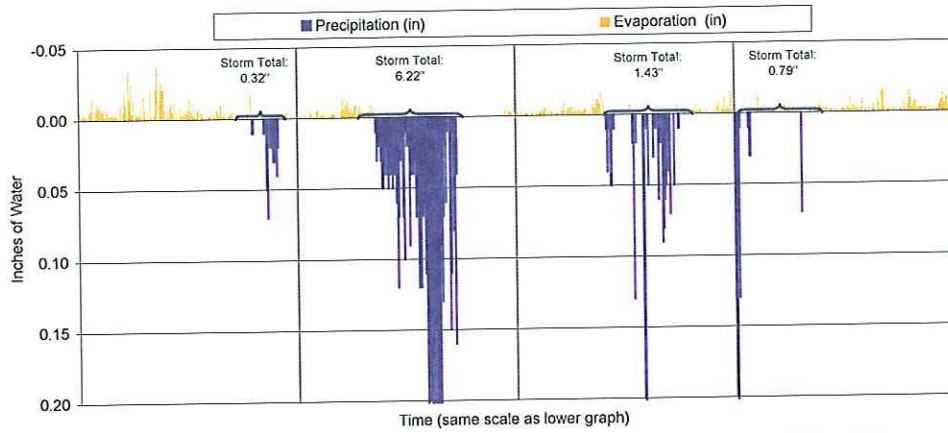 Precipitation (in) Evaporation (in)
-0.05
0.00
0.05
0.10
0.15
0.20
Inches of Water
Storm Total:
0.32"
Storm Total:
6.22"
Storm Total:
1.43"
Storm Total:
0.79"
Time (same scale as lower graph)